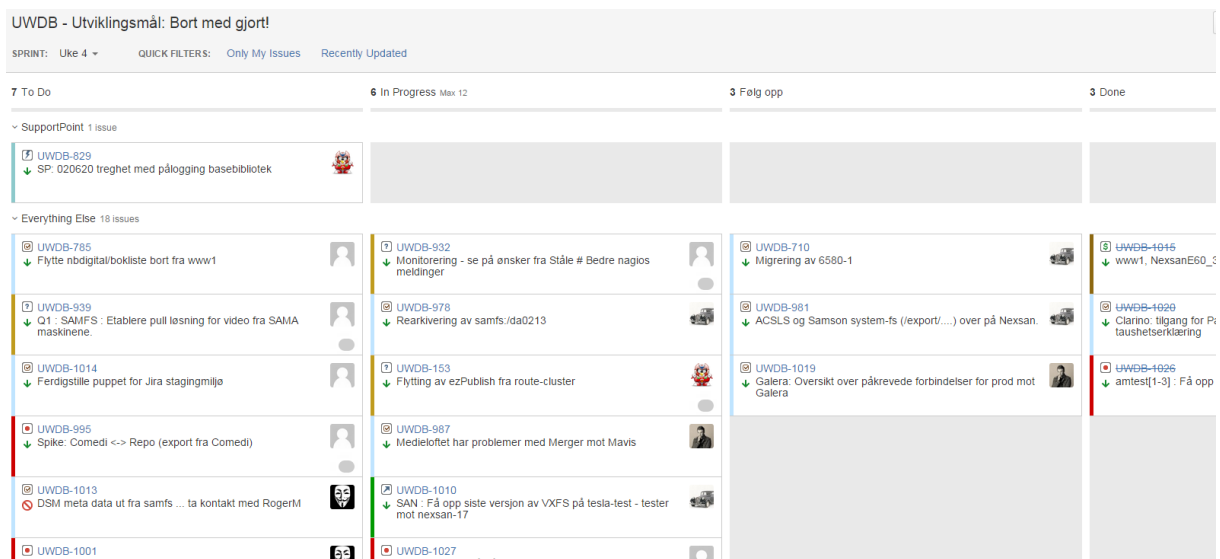 UWDB - Utviklingsmål: Bort med gjort!
SPRINT: Uke 4 QUICK FILTERS: Only My Issues Recently Updated
7 To Do
6 In Progress Max 12
3 Følg opp
3 Done
SupportPoint 1 issue
UWDB-829
SP: 020620 treghet med pålogging basebibliotek
Everything Else 18 issues
UWDB-785
Flytte nbdigital/bokliste bort fra www1
UWDB-939
Q1 : SAMFS : Etablere pull løsning for video fra SAMA
maskinene.
UWDB-1014
Ferdigstille puppet for Jira stagingmiljø
UWDB-995
Spike: Comedi <-> Repo (export fra Comedi)
UWDB-1013
DSM meta data ut fra samfs ... ta kontakt med RogerM
UWDB-1001
UWDB-932
Monitorering - se på ønsker fra Ståle # Bedre nagios
meldinger
UWDB-978
Rearkivering av samfs:/da0213
UWDB-153
Flytting av ezPublish fra route-cluster
UWDB-987
Medieloftet har problemer med Merger mot Mavis
UWDB-1010
SAN : Få opp siste versjon av VXFS på tesla-test - tester
mot nexsan-17
UWDB-1027
UWDB-710
Migrering av 6580-1
UWDB-981
ACSLS og Samson system-fs (/export/....) over på Nexsan.
UWDB-1019
Galera: Oversikt over påkrevede forbindelser for prod mot
Galera
UWDB-1015
www1, NexsanE60_3
UWDB-1020
Clarino: tilgang for Pa
taushetserklæring
UWDB-1026
amtest[1-3] : Få opp